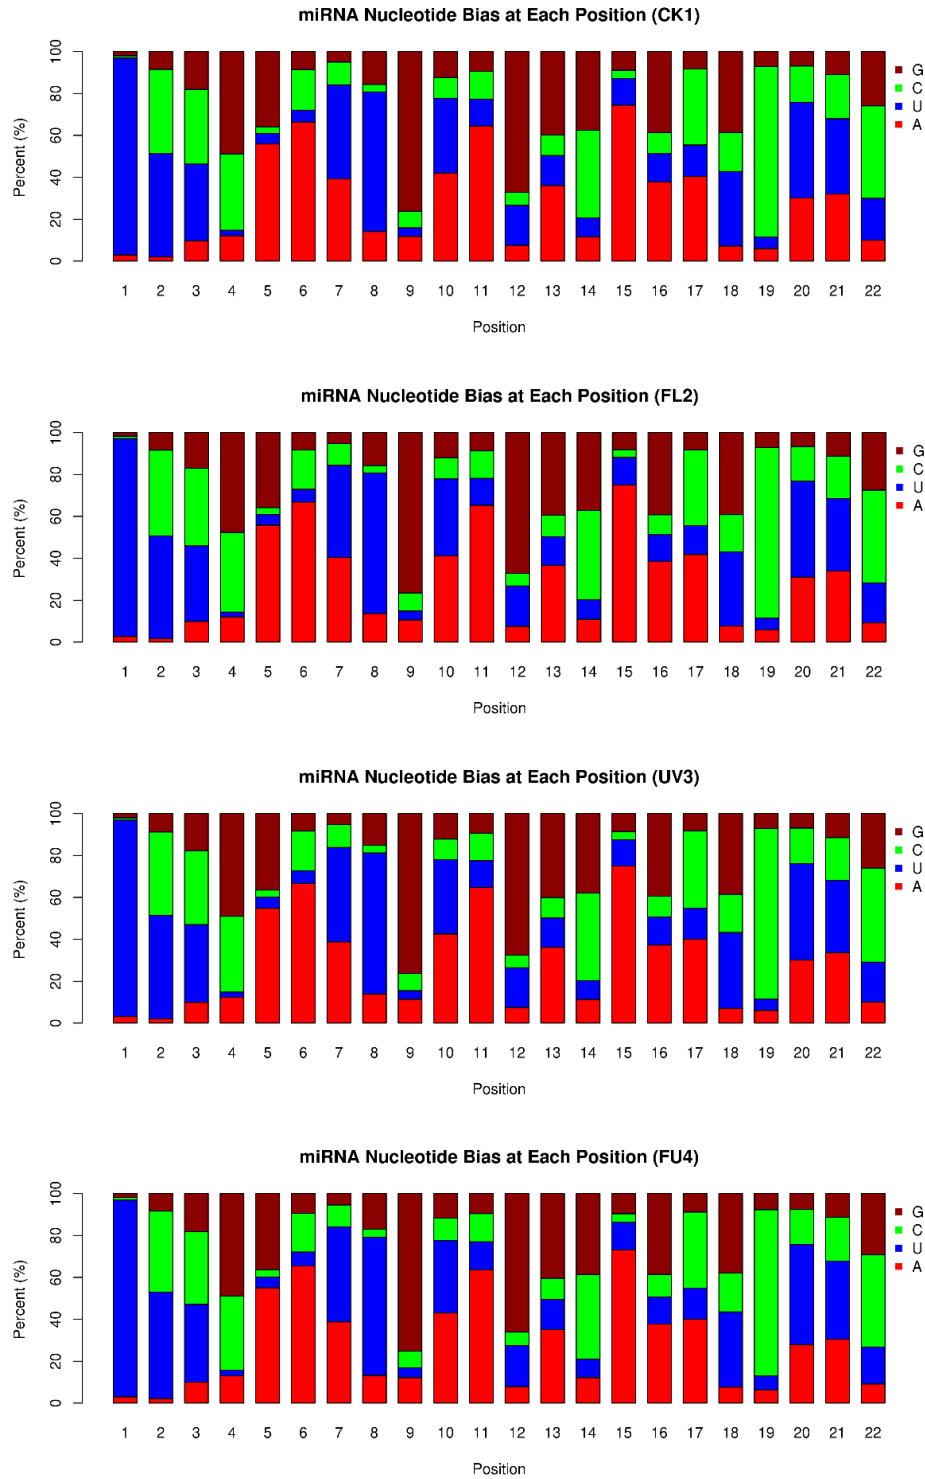 miRNA Nucleotide Bias at Each Position (CK1)
Percent (%)
100
80
60
40
20
0
G
C
U
A
1 2 3 4 5 6 7 8 9 10 11 12 13 14 15 16 17 18 19 20 21 22
Position
miRNA Nucleotide Bias at Each Position (FL2)
Percent (%)
100
80
60
40
20
0
G
C
U
A
1 2 3 4 5 6 7 8 9 10 11 12 13 14 15 16 17 18 19 20 21 22
Position
miRNA Nucleotide Bias at Each Position (UV3)
Percent (%)
100
80
60
40
20
0
G
C
U
A
1 2 3 4 5 6 7 8 9 10 11 12 13 14 15 16 17 18 19 20 21 22
Position
miRNA Nucleotide Bias at Each Position (FU4)
Percent (%)
100
80
60
40
20
0
G
C
U
A
1 2 3 4 5 6 7 8 9 10 11 12 13 14 15 16 17 18 19 20 21 22
Position